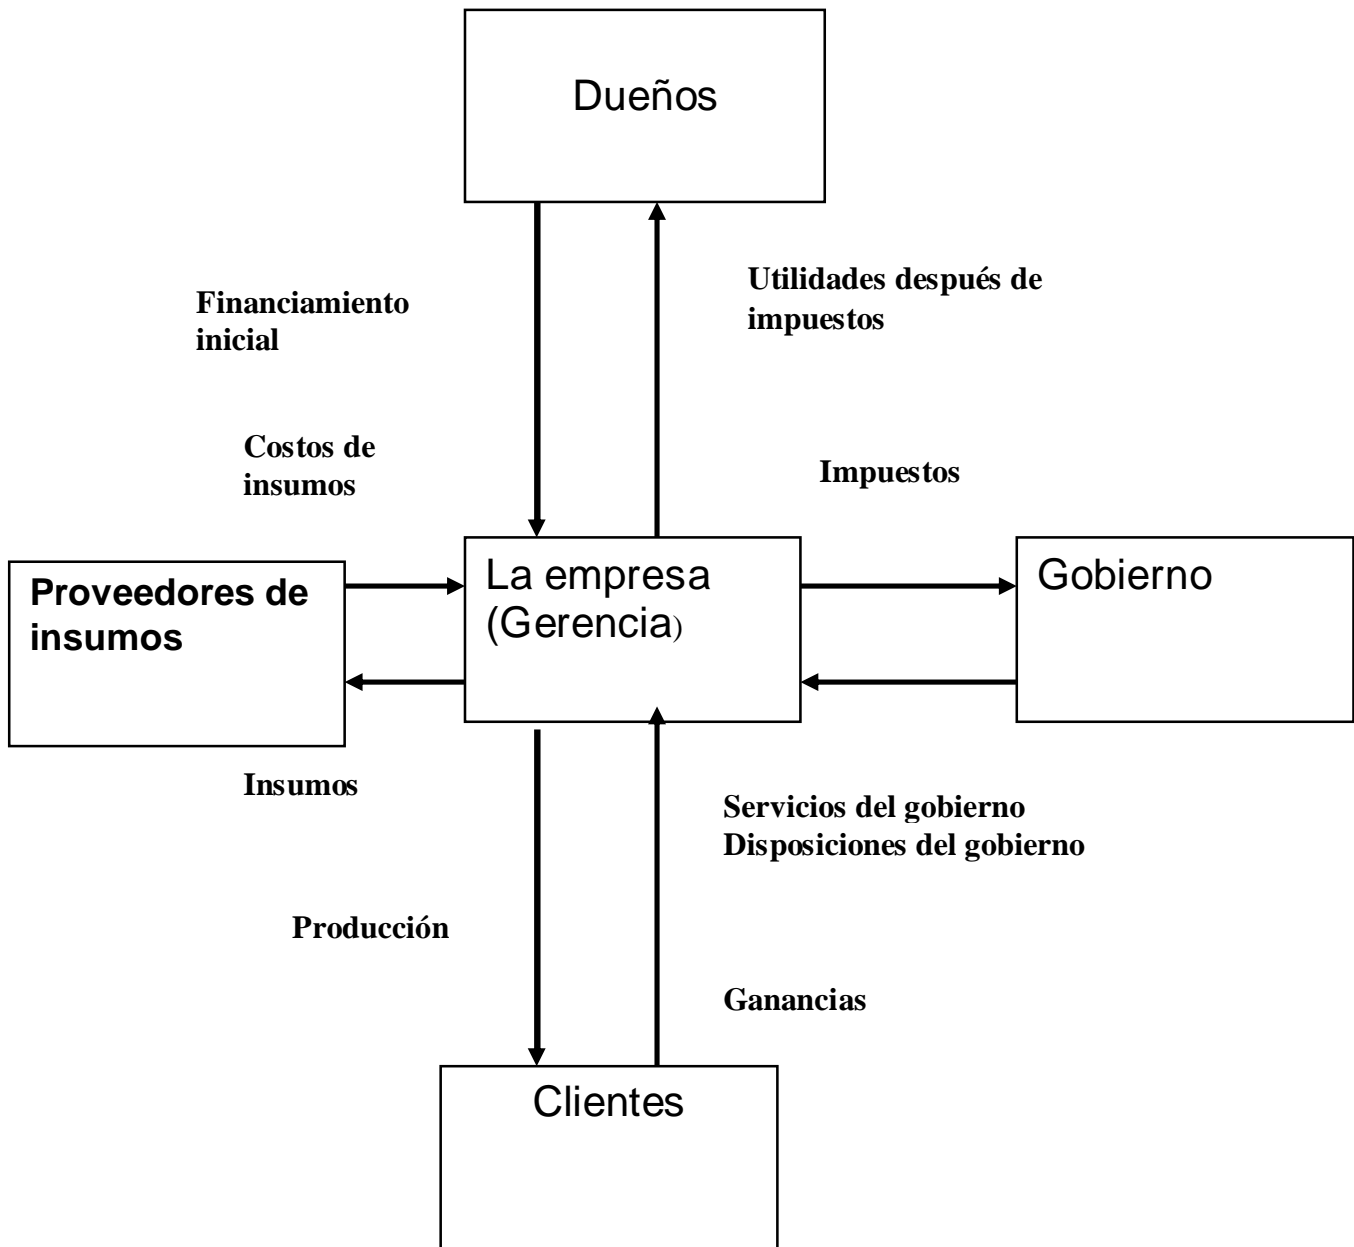 Dueños
Utilidades después de
impuestos
Financiamiento
inicial
Costos de
insumos
Impuestos
Proveedores de
insumos
La empresa
(Gerencia)
Gobierno
Insumos
Servicios del gobierno
Disposiciones del gobierno
Producción
Ganancias
Clientes